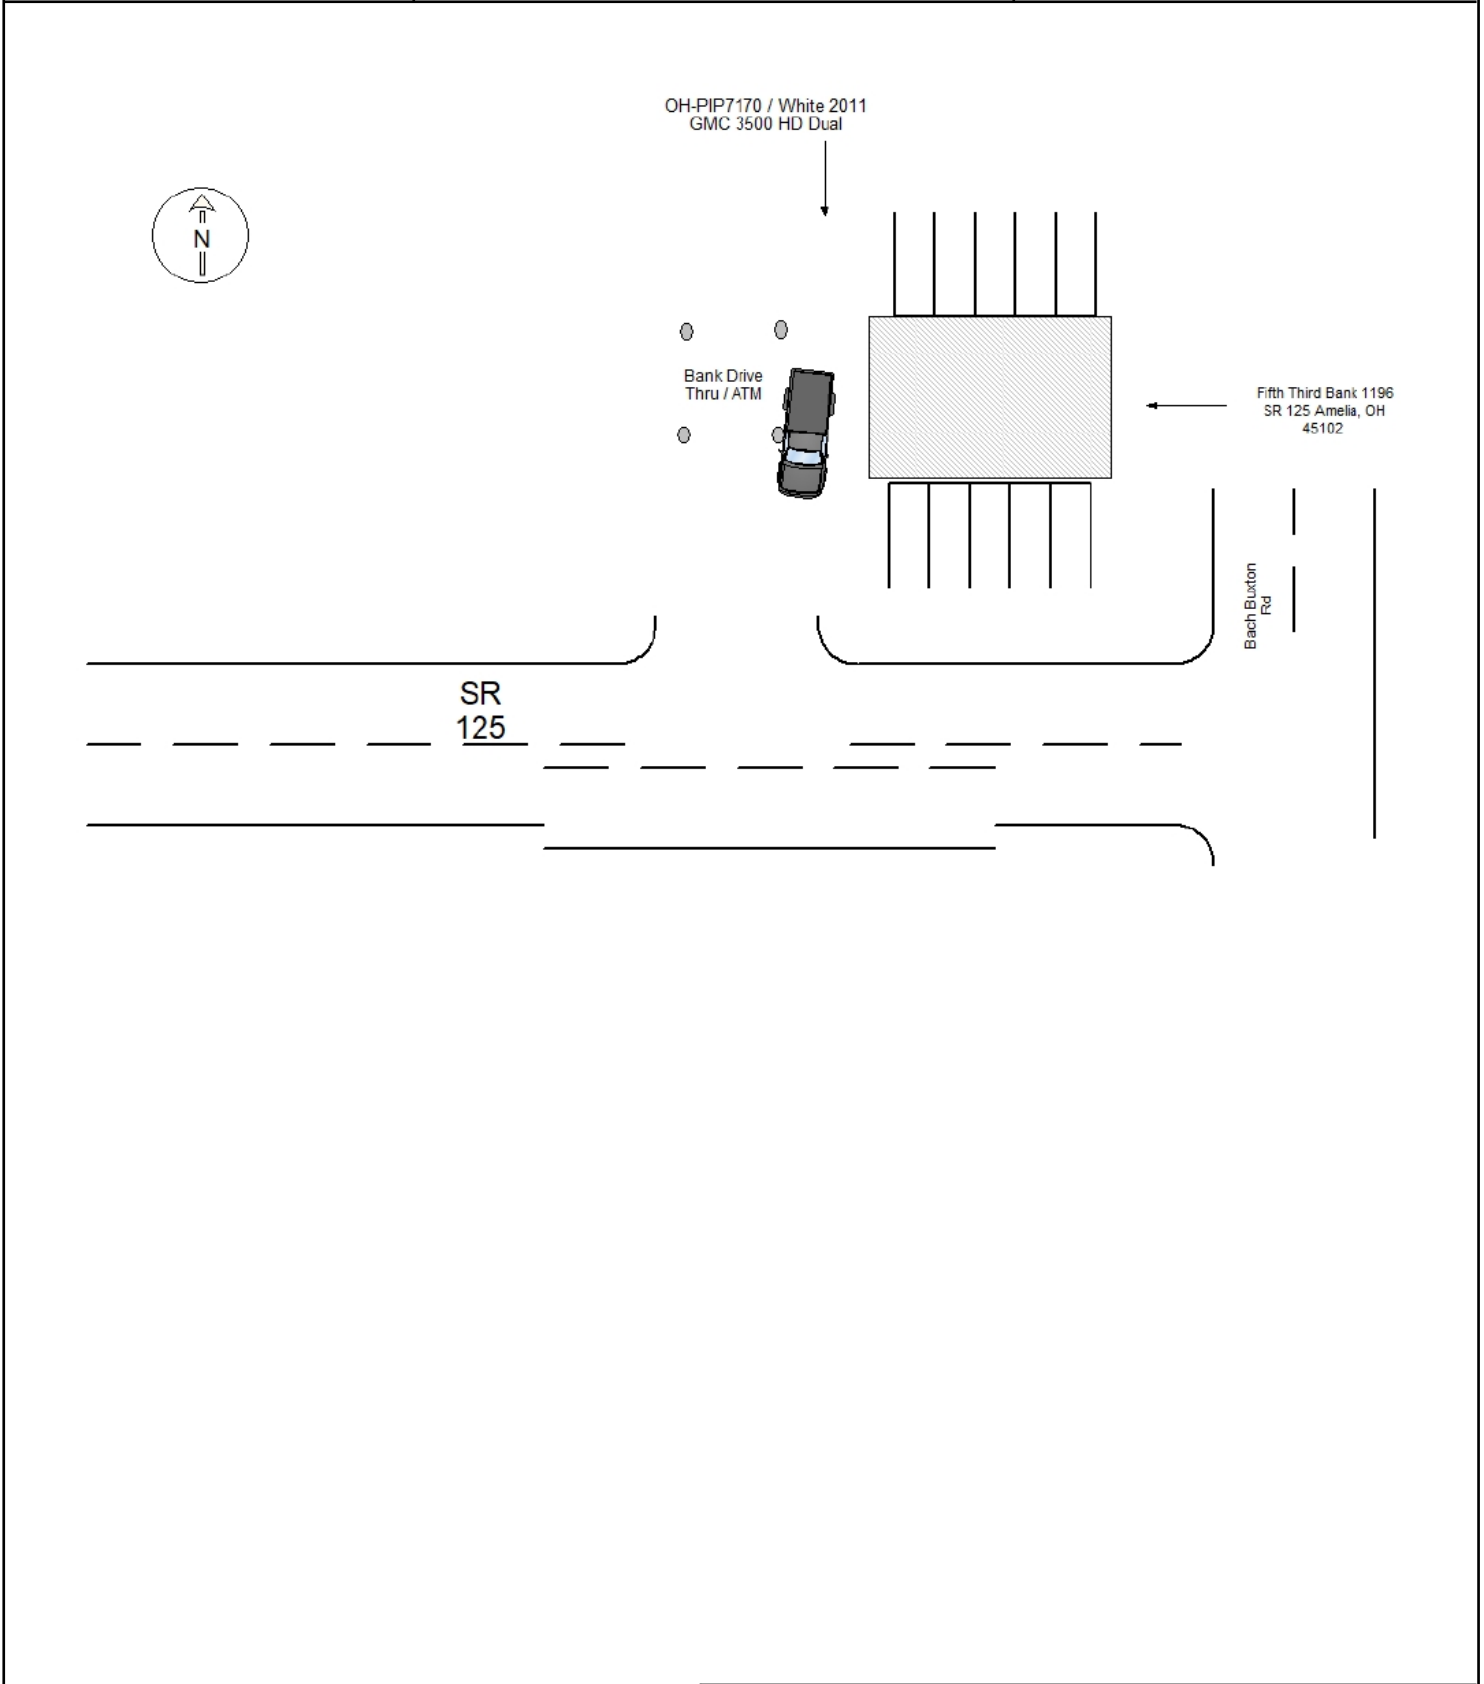 OH-PIP7170 / White 2011
GMC 3500 HD Dual
N
Bank Drive
Thru / ATM
Fifth Third Bank 1196
SR 125 Amelia, OH
45102
Bach Buxton
Rd
SR
125